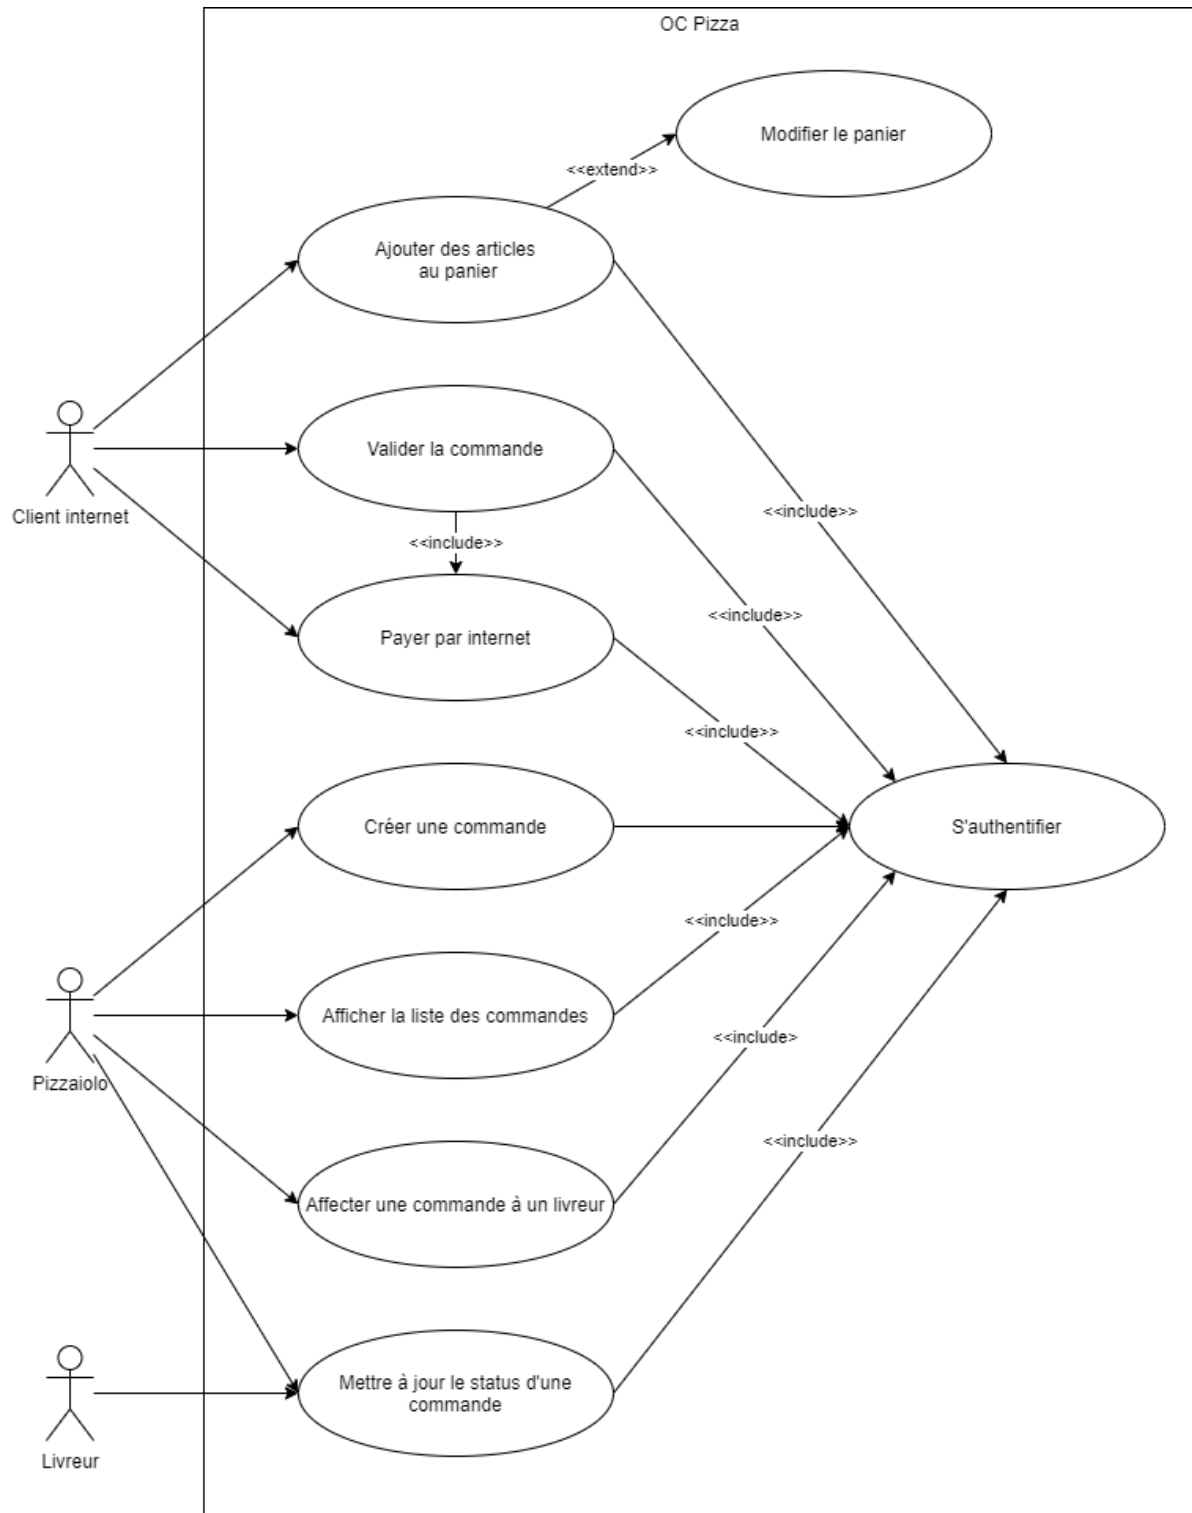 OC Pizza
Modifier le panier
<<extend>>
Ajouter des articles
au panier
Valider la commande
<<include>>
Client internet
<<include>>
<<include>>
Payer par internet
<<include>>
Créer une commande
S'authentifier
<<include>>
Afficher la liste des commandes
<<include>
Pizzaiolo
<<include>>
Affecter une commande à un livreur
Mettre à jour le status d'une
commande
Livreur